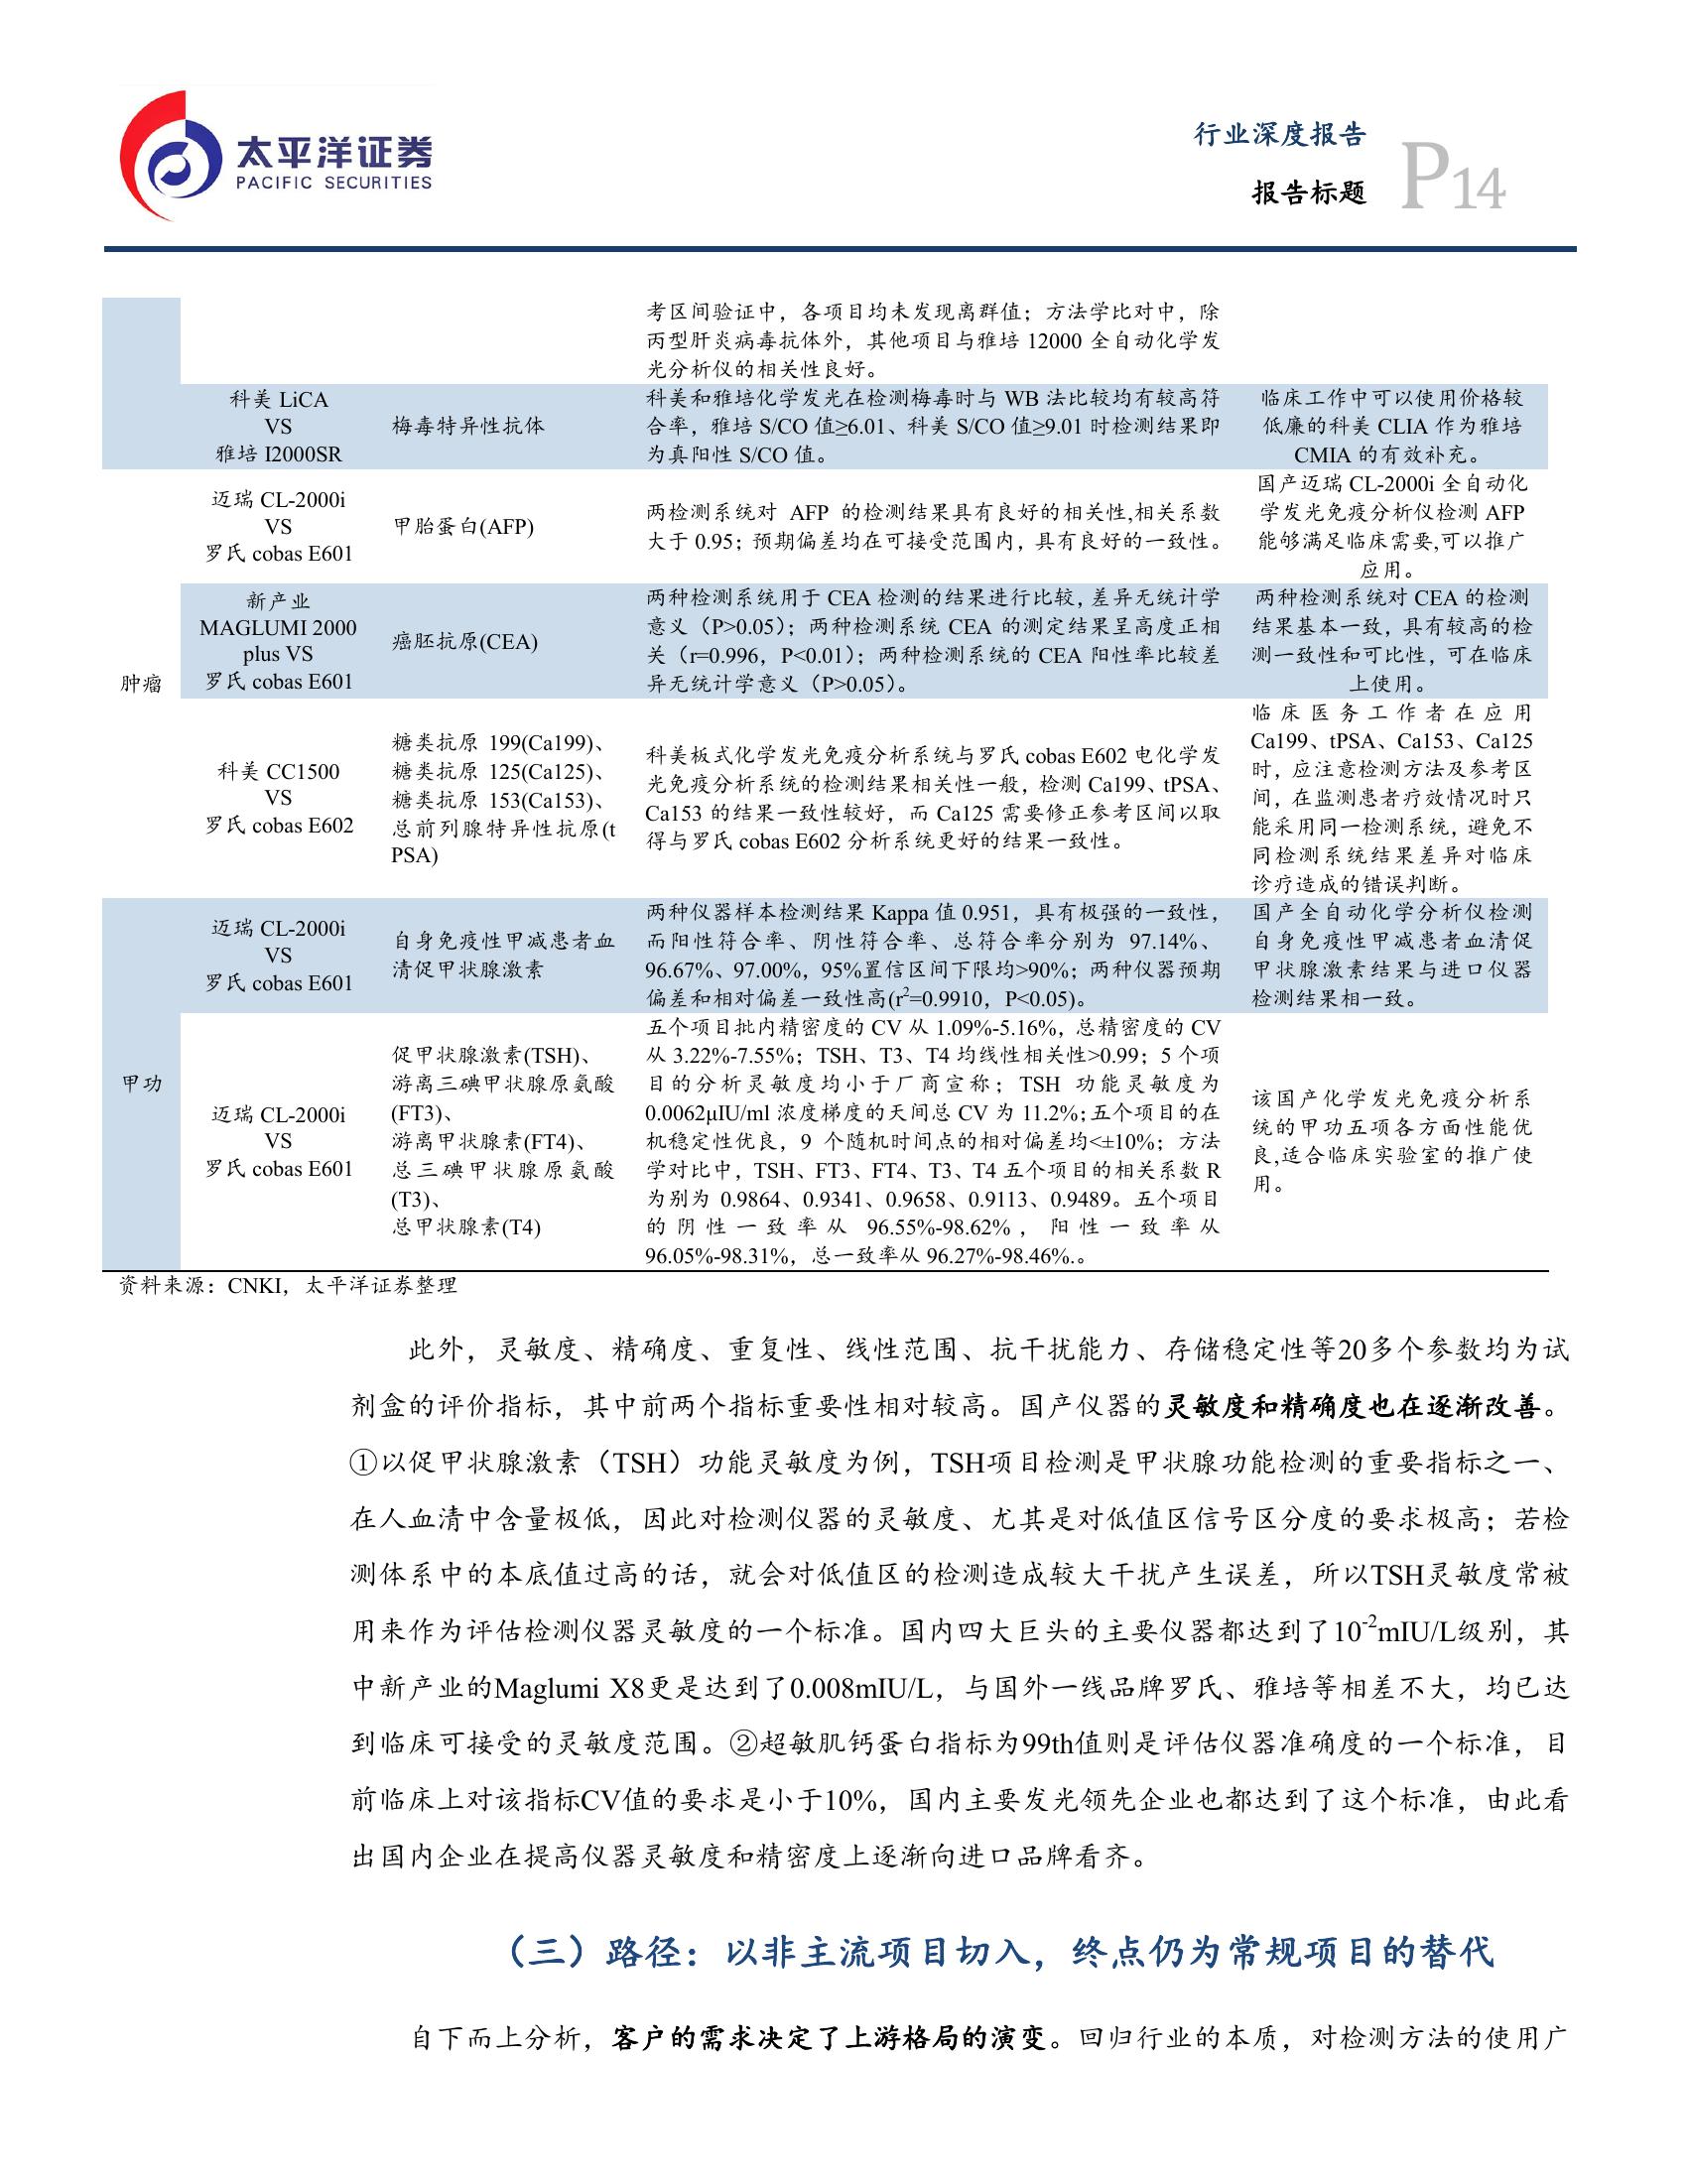 太平洋证券
PACIFIC SECURITIES
行业深度报告
报告标题
P14
考区间验证中，各项目均未发现离群值；方法学比对中，除
丙型肝炎病毒抗体外，其他项目与雅培 12000 全自动化学发
光分析仪的相关性良好。
科美 LiCA
VS
雅培 I2000SR
梅毒特异性抗体
科美和雅培化学发光在检测梅毒时与 WB 法比较均有较高符
合率，雅培 S/CO 值≥6.01、科美 S/CO 值≥9.01 时检测结果即
为真阳性 S/CO 值。
临床工作中可以使用价格较
低廉的科美 CLIA 作为雅培
CMIA 的有效补充。
肿瘤
迈瑞 CL-2000i
VS
罗氏 cobas E601
甲胎蛋白(AFP)
两检测系统对 AFP 的检测结果具有良好的相关性,相关系数
大于 0.95；预期偏差均在可接受范围内，具有良好的一致性。
国产迈瑞 CL-2000i 全自动化
学发光免疫分析仪检测 AFP
能够满足临床需要,可以推广
应用。
新产业
MAGLUMI 2000
plus VS
罗氏 cobas E601
癌胚抗原(CEA)
两种检测系统用于 CEA 检测的结果进行比较，差异无统计学
意义（P>0.05）；两种检测系统 CEA 的测定结果呈高度正相
关（r=0.996，P<0.01）；两种检测系统的 CEA 阳性率比较差
异无统计学意义（P>0.05）。
两种检测系统对 CEA 的检测
结果基本一致，具有较高的检
测一致性和可比性，可在临床
上使用。
科美 CC1500
VS
罗氏 cobas E602
糖类抗原 199(Ca199)、
糖类抗原 125(Ca125)、
糖类抗原 153(Ca153)、
总前列腺特异性抗原(t
PSA)
科美板式化学发光免疫分析系统与罗氏 cobas E602 电化学发
光免疫分析系统的检测结果相关性一般，检测 Ca199、tPSA、
Ca153 的结果一致性较好，而 Ca125 需要修正参考区间以取
得与罗氏 cobas E602 分析系统更好的结果一致性。
临床医务工作者在应用
Ca199、tPSA、Ca153、Ca125
时，应注意检测方法及参考区
间，在监测患者疗效情况时只
能采用同一检测系统，避免不
同检测系统结果差异对临床
诊疗造成的错误判断。
甲功
迈瑞 CL-2000i
VS
罗氏 cobas E601
自身免疫性甲减患者血
清促甲状腺激素
两种仪器样本检测结果 Kappa 值 0.951，具有极强的一致性，
而阳性符合率、阴性符合率、总符合率分别为 97.14%、
96.67%、97.00%，95%置信区间下限均>90%；两种仪器预期
偏差和相对偏差一致性高(r²=0.9910，P<0.05)。
国产全自动化学分析仪检测
自身免疫性甲减患者血清促
甲状腺激素结果与进口仪器
检测结果相一致。
迈瑞 CL-2000i
VS
罗氏 cobas E601
促甲状腺激素(TSH)、
游离三碘甲状腺原氨酸
(FT3)、
游离甲状腺素(FT4)、
总三碘甲状腺原氨酸
(T3)、
总甲状腺素(T4)
五个项目批内精密度的 CV 从 1.09%-5.16%，总精密度的 CV
从 3.22%-7.55%；TSH、T3、T4 均线性相关性>0.99；5 个项
目的分析灵敏度均小于厂商宣称；TSH 功能灵敏度为
0.0062μIU/ml 浓度梯度的天间总 CV 为 11.2%;五个项目的在
机稳定性优良，9 个随机时间点的相对偏差均<±10%；方法
学对比中，TSH、FT3、FT4、T3、T4 五个项目的相关系数 R
为别为 0.9864、0.9341、0.9658、0.9113、0.9489。五个项目
的阴性一致率从 96.55%-98.62%，阳性一致率从
96.05%-98.31%，总一致率从 96.27%-98.46%.。
该国产化学发光免疫分析系
统的甲功五项各方面性能优
良,适合临床实验室的推广使
用。
资料来源：CNKI，太平洋证券整理
此外，灵敏度、精确度、重复性、线性范围、抗干扰能力、存储稳定性等20多个参数均为试
剂盒的评价指标，其中前两个指标重要性相对较高。国产仪器的灵敏度和精确度也在逐渐改善。
①以促甲状腺激素（TSH）功能灵敏度为例，TSH项目检测是甲状腺功能检测的重要指标之一、
在人血清中含量极低，因此对检测仪器的灵敏度、尤其是对低值区信号区分度的要求极高；若检
测体系中的本底值过高的话，就会对低值区的检测造成较大干扰产生误差，所以TSH灵敏度常被
用来作为评估检测仪器灵敏度的一个标准。国内四大巨头的主要仪器都达到了10⁻²mIU/L级别，其
中新产业的Maglumi X8更是达到了0.008mIU/L，与国外一线品牌罗氏、雅培等相差不大，均已达
到临床可接受的灵敏度范围。②超敏肌钙蛋白指标为99th值则是评估仪器准确度的一个标准，目
前临床上对该指标CV值的要求是小于10%，国内主要发光领先企业也都达到了这个标准，由此看
出国内企业在提高仪器灵敏度和精密度上逐渐向进口品牌看齐。
（三）路径：以非主流项目切入，终点仍为常规项目的替代
自下而上分析，客户的需求决定了上游格局的演变。回归行业的本质，对检测方法的使用广